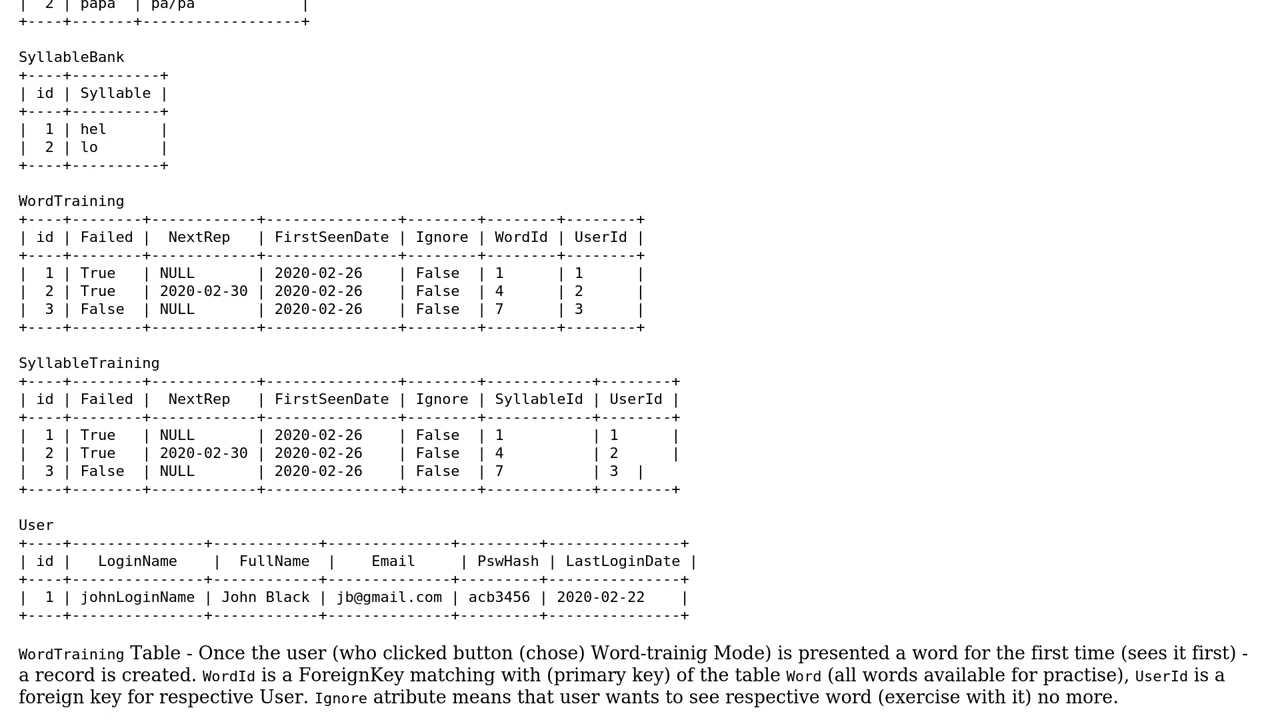 |  2 | papa  | pa/pa            |
+----+-------+------------------+
SyllableBank
+----+----------+
| id | Syllable |
+----+----------+
|  1 | hel      |
|  2 | lo       |
+----+----------+
WordTraining
+----+--------+------------+---------------+--------+--------+--------+
| id | Failed |  NextRep   | FirstSeenDate | Ignore | WordId | UserId |
+----+--------+------------+---------------+--------+--------+--------+
|  1 | True   | NULL       | 2020-02-26    | False  | 1      | 1      |
|  2 | True   | 2020-02-30 | 2020-02-26    | False  | 4      | 2      |
|  3 | False  | NULL       | 2020-02-26    | False  | 7      | 3      |
+----+--------+------------+---------------+--------+--------+--------+
SyllableTraining
+----+--------+------------+---------------+--------+------------+--------+
| id | Failed |  NextRep   | FirstSeenDate | Ignore | SyllableId | UserId |
+----+--------+------------+---------------+--------+------------+--------+
|  1 | True   | NULL       | 2020-02-26    | False  | 1          | 1      |
|  2 | True   | 2020-02-30 | 2020-02-26    | False  | 4          | 2      |
|  3 | False  | NULL       | 2020-02-26    | False  | 7          | 3  |
+----+--------+------------+---------------+--------+------------+--------+
User
+----+---------------+------------+--------------+---------+---------------+
| id |   LoginName    |  FullName  |    Email     | PswHash | LastLoginDate |
+----+---------------+------------+--------------+---------+---------------+
|  1 | johnLoginName | John Black | jb@gmail.com | acb3456 | 2020-02-22    |
+----+---------------+------------+--------------+---------+---------------+
WordTraining Table - Once the user (who clicked button (chose) Word-trainig Mode) is presented a word for the first time (sees it first) -
a record is created. WordId is a ForeignKey matching with (primary key) of the table Word (all words available for practise), UserId is a
foreign key for respective User. Ignore atribute means that user wants to see respective word (exercise with it) no more.